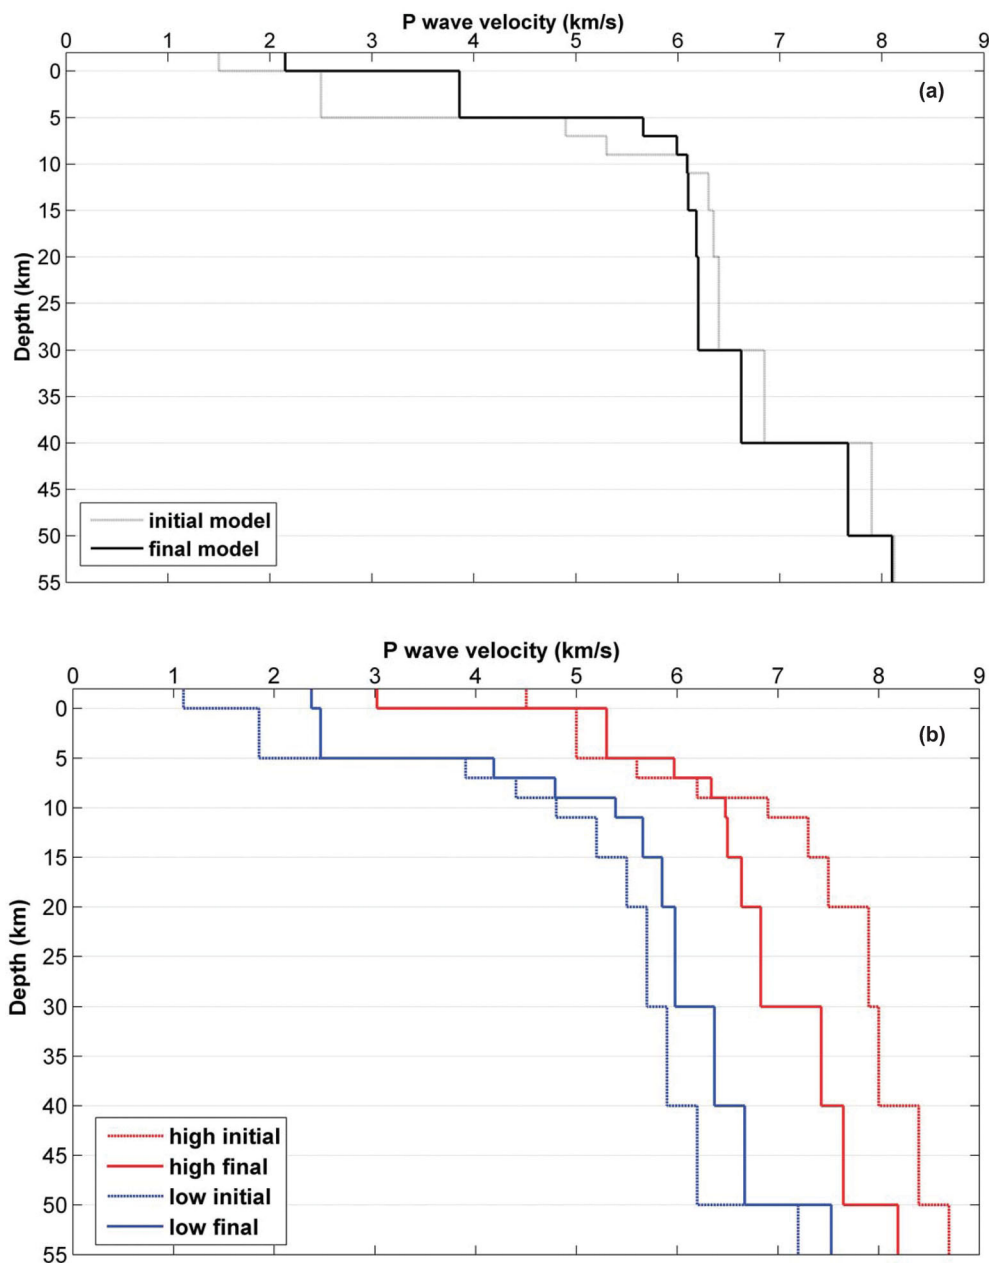 P wave velocity (km/s)
0 1 2 3 4 5 6 7 8 9
0
(a)
5
10
15
20
25
30
35
40
45
50
55
Depth (km)
initial model
final model
P wave velocity (km/s)
0 1 2 3 4 5 6 7 8 9
0
(b)
5
10
15
20
25
30
35
40
45
50
55
Depth (km)
high initial
high final
low initial
low final